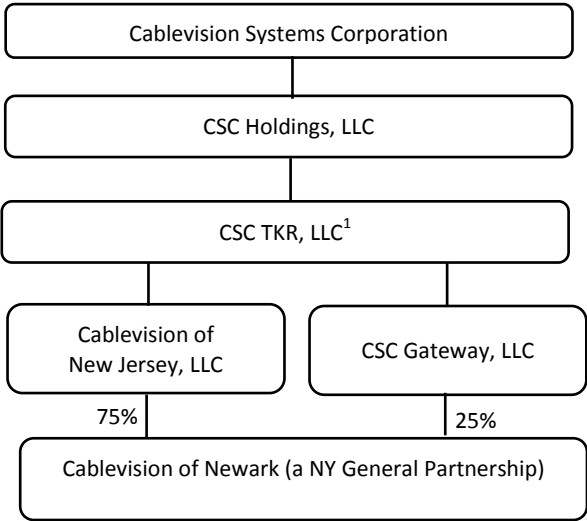 Cablevision Systems Corporation
CSC Holdings, LLC
CSC TKR, LLC¹
Cablevision of
New Jersey, LLC
CSC Gateway, LLC
75%
25%
Cablevision of Newark (a NY General Partnership)